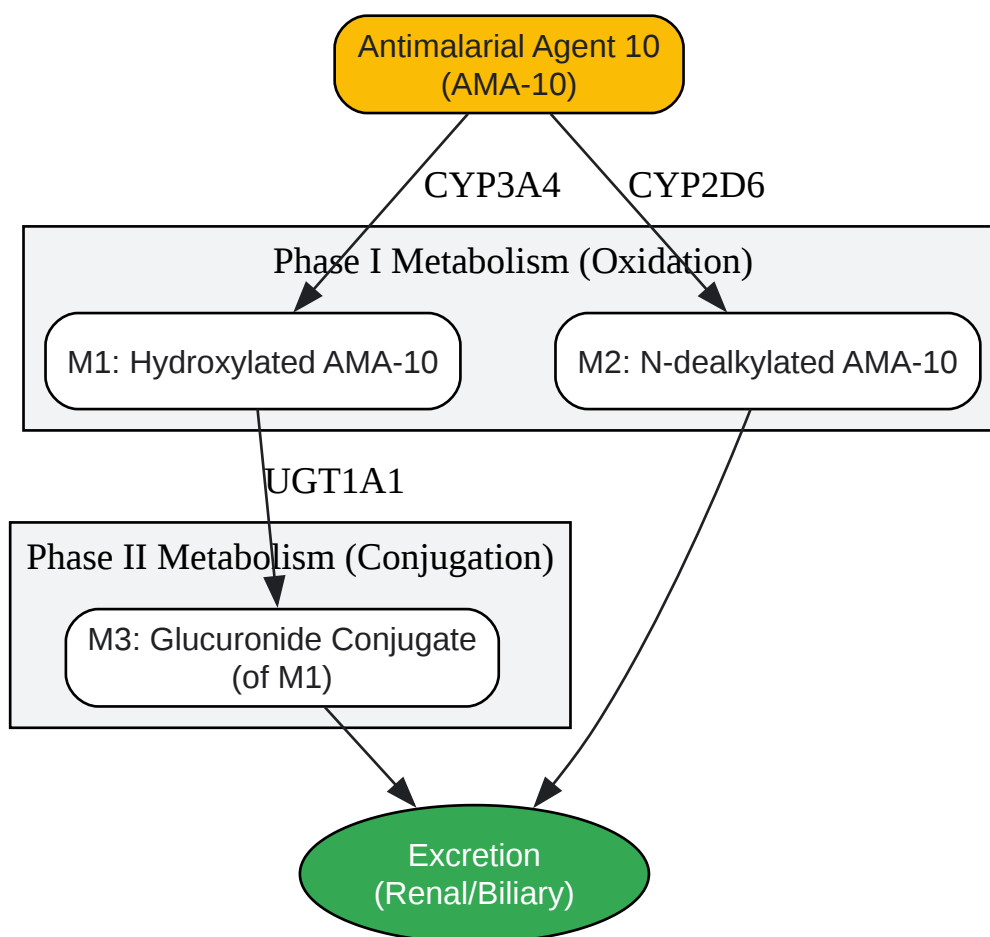 Antimalarial Agent 10
(AMA-10)
CYP3A4
CYP2D6
Phase I Metabolism (Oxidation)
M1: Hydroxylated AMA-10
M2: N-dealkylated AMA-10
UGT1A1
Phase II Metabolism (Conjugation)
M3: Glucuronide Conjugate
(of M1)
Excretion
(Renal/Biliary)